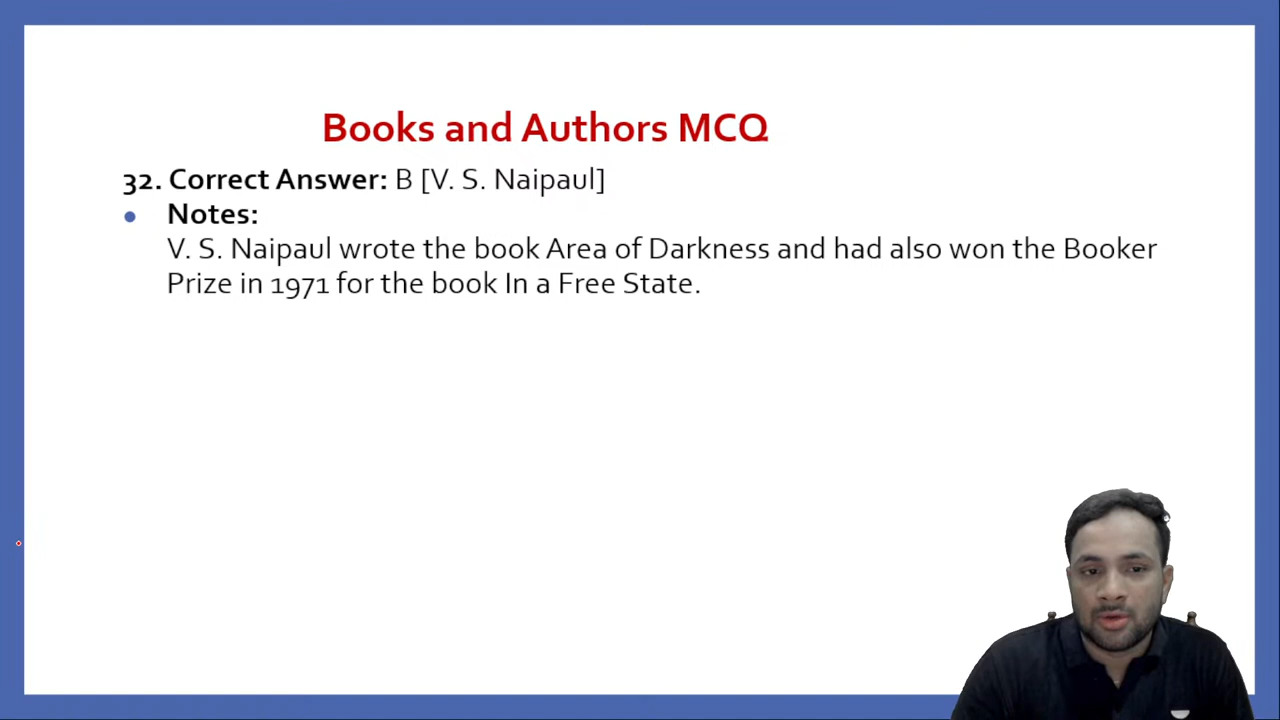 Books and Authors MCQ
32. Correct Answer: B [V. S. Naipaul]
• Notes:
V. S. Naipaul wrote the book Area of Darkness and had also won the Booker
Prize in 1971 for the book In a Free State.